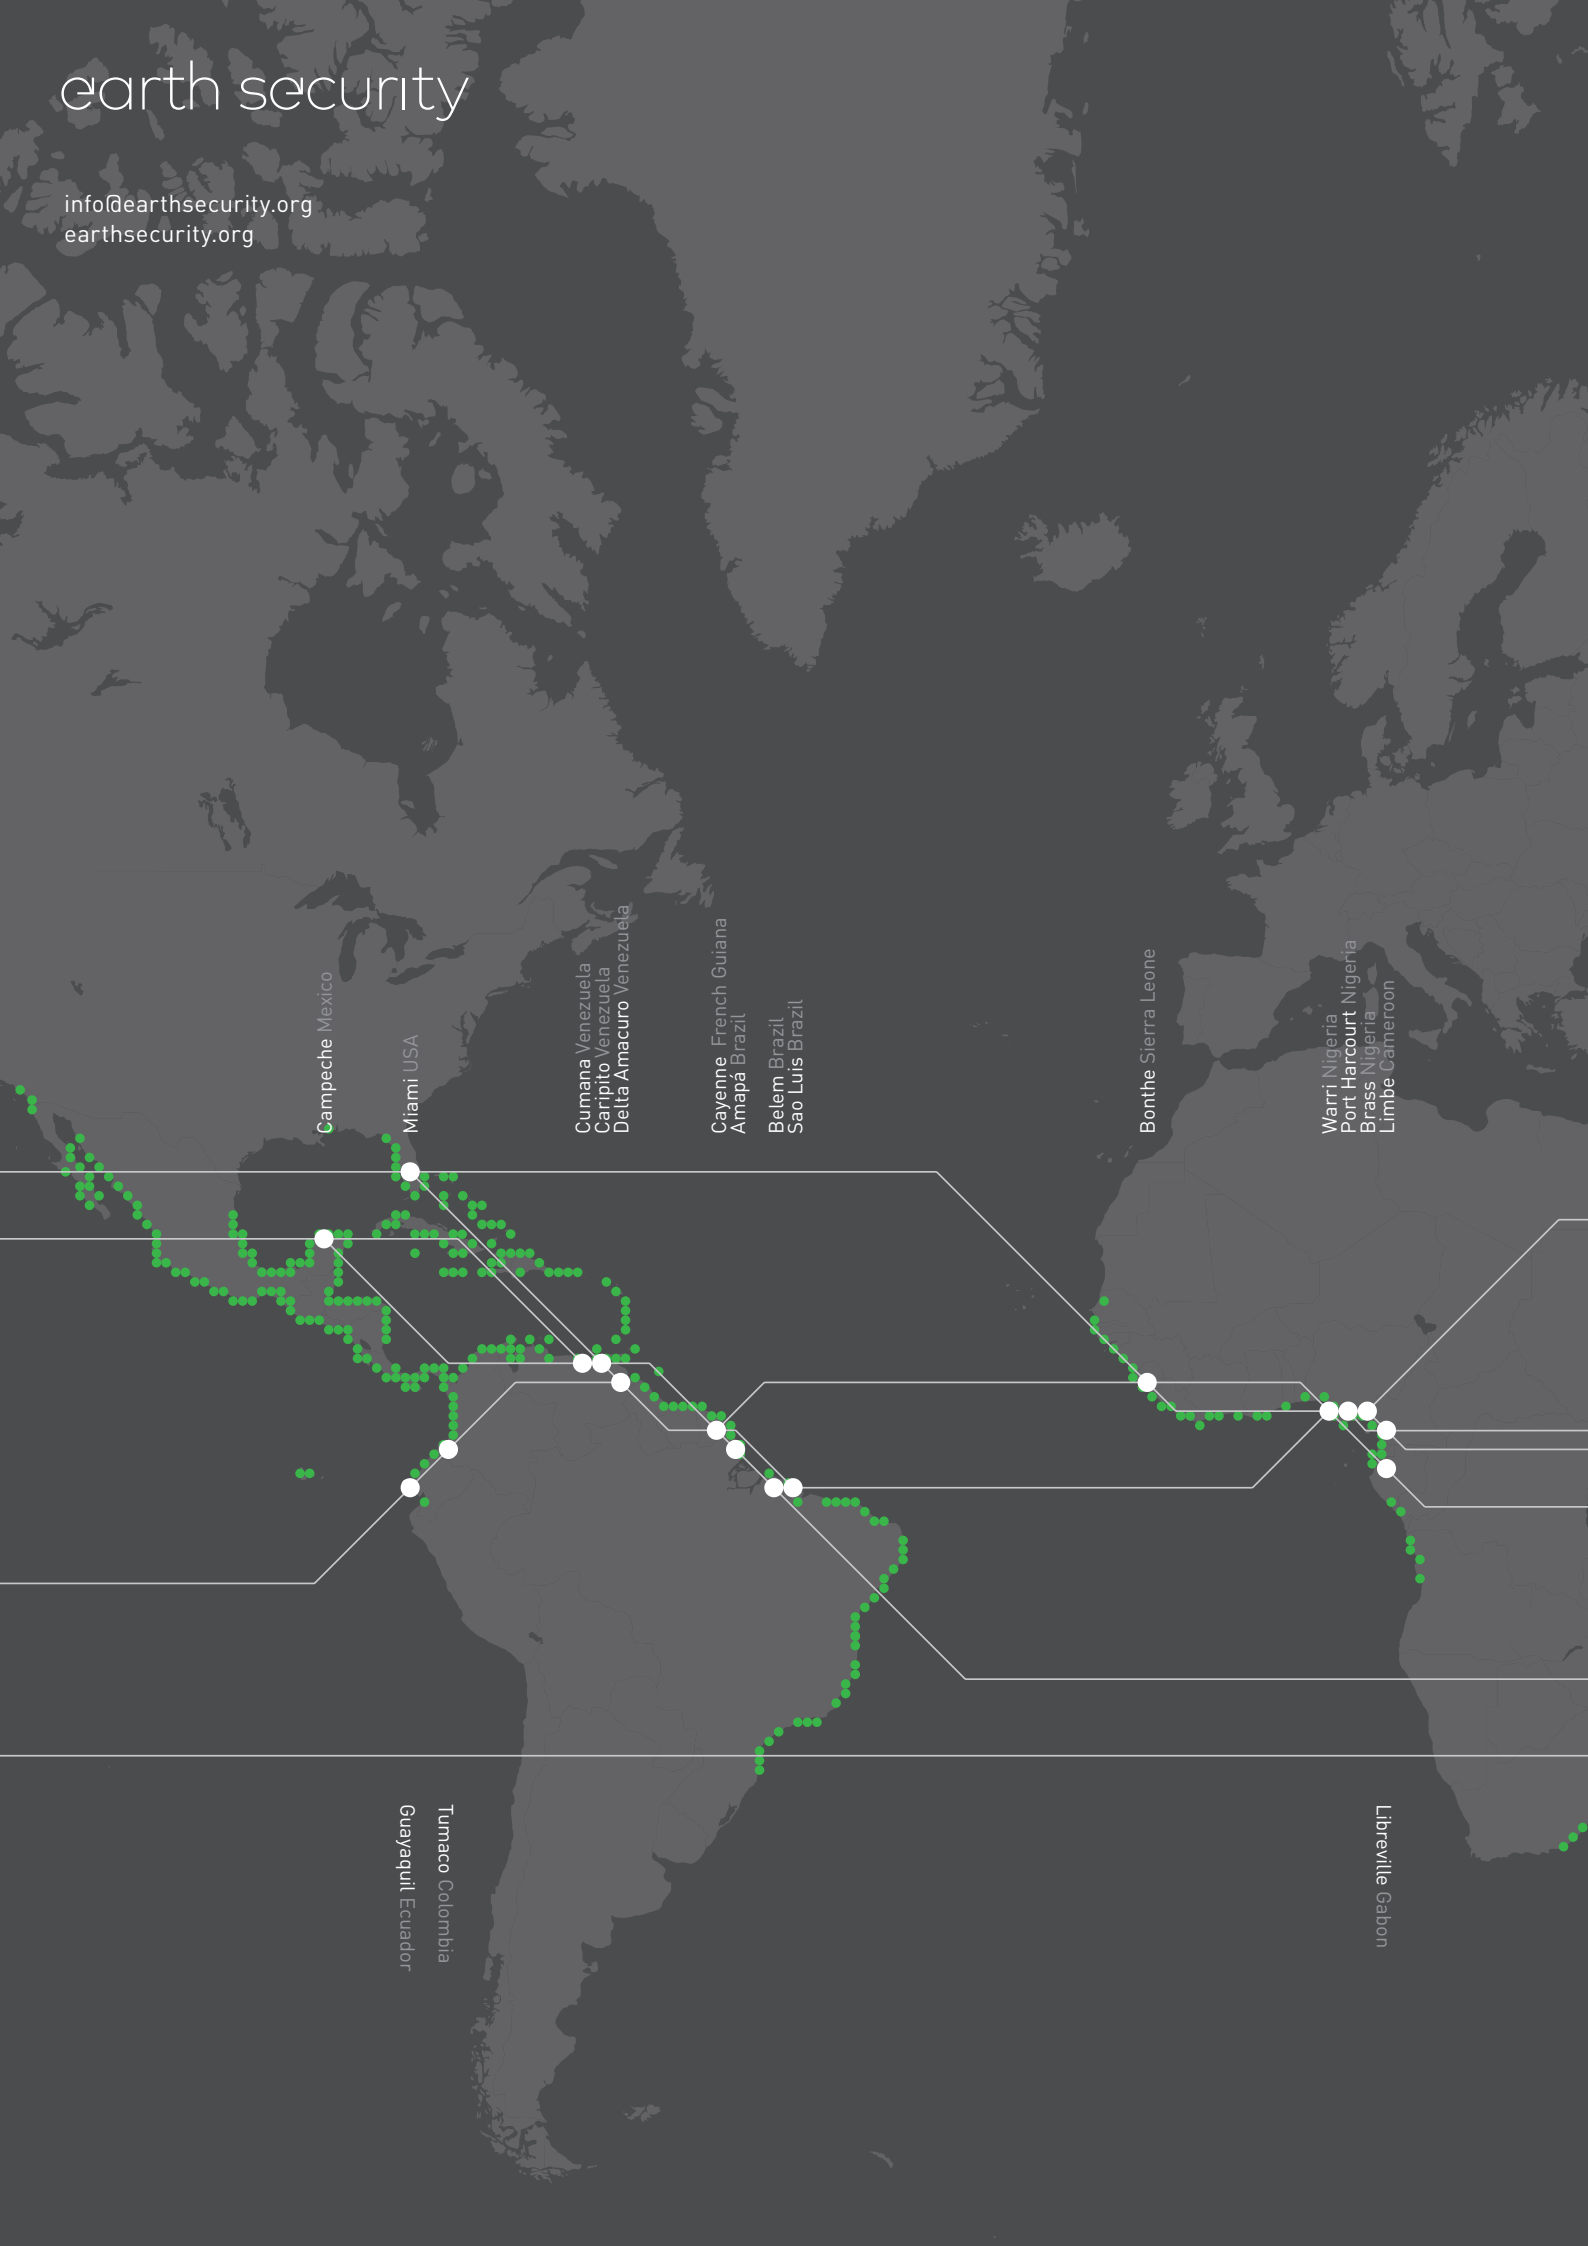 earth security
info@earthsecurity.org
earthsecurity.org
Campeche Mexico
Miami USA
Cumana Venezuela
Caripito Venezuela
Delta Amacuro Venezuela
Cayenne French Guiana
Amapá Brazil
Belem Brazil
Sao Luis Brazil
Bonthe Sierra Leone
Warri Nigeria
Port Harcourt Nigeria
Brass Nigeria
Limbe Cameroon
Guayaquil Ecuador
Tumaco Colombia
Libreville Gabon